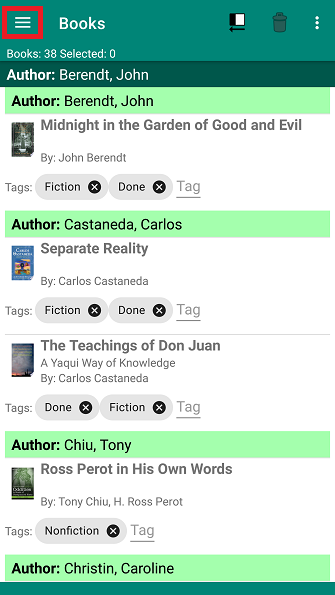 Books
Books: 38 Selected: 0
Author: Berendt, John
Author: Berendt, John
Midnight in the Garden of Good and Evil
By: John Berendt
Tags: Fiction Done Tag
Author: Castaneda, Carlos
Separate Reality
By: Carlos Castaneda
Tags: Fiction Done Tag
The Teachings of Don Juan
A Yaqui Way of Knowledge
By: Carlos Castaneda
Tags: Done Fiction Tag
Author: Chiu, Tony
Ross Perot in His Own Words
By: Tony Chiu, H. Ross Perot
Tags: Nonfiction Tag
Author: Christin, Caroline